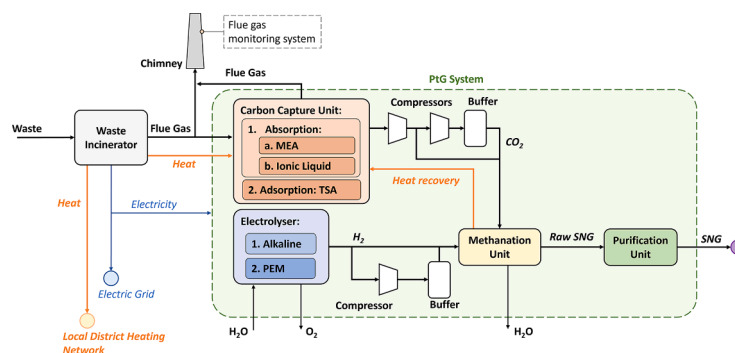 Flue gas
monitoring system
Chimney
Flue Gas
PtG System
Waste
Waste
Incinerator
Flue Gas
Heat
Carbon Capture Unit:
1. Absorption:
a. MEA
b. Ionic Liquid
2. Adsorption: TSA
Compressors
Buffer
CO2
Heat recovery
Heat
Electricity
Electric Grid
Local District Heating
Network
Electrolyser:
1. Alkaline
2. PEM
H2
Compressor
Buffer
Methanation
Unit
Raw SNG
Purification
Unit
SNG
H2O
O2
H2O